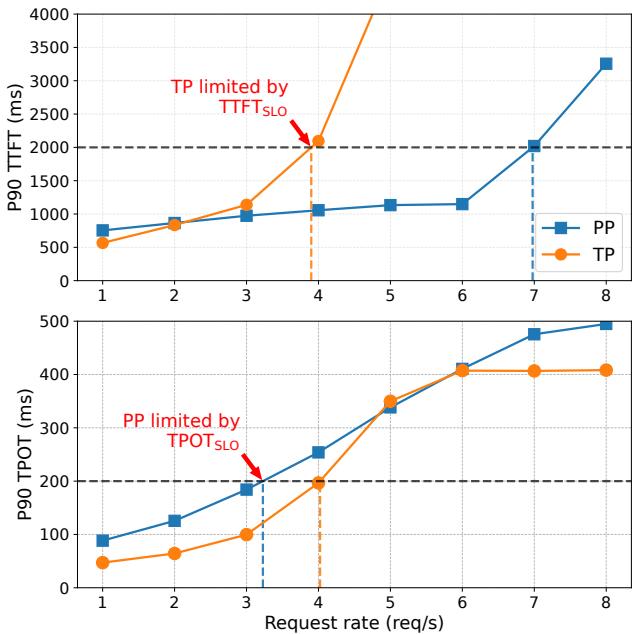 4000
3500
3000
2500
2000
1500
1000
500
0
P90 TTFT (ms)
TP limited by
TTFT_SLO
PP
TP
1 2 3 4 5 6 7 8
500
400
300
200
100
0
P90 TPOT (ms)
PP limited by
TPOT_SLO
1 2 3 4 5 6 7 8
Request rate (req/s)